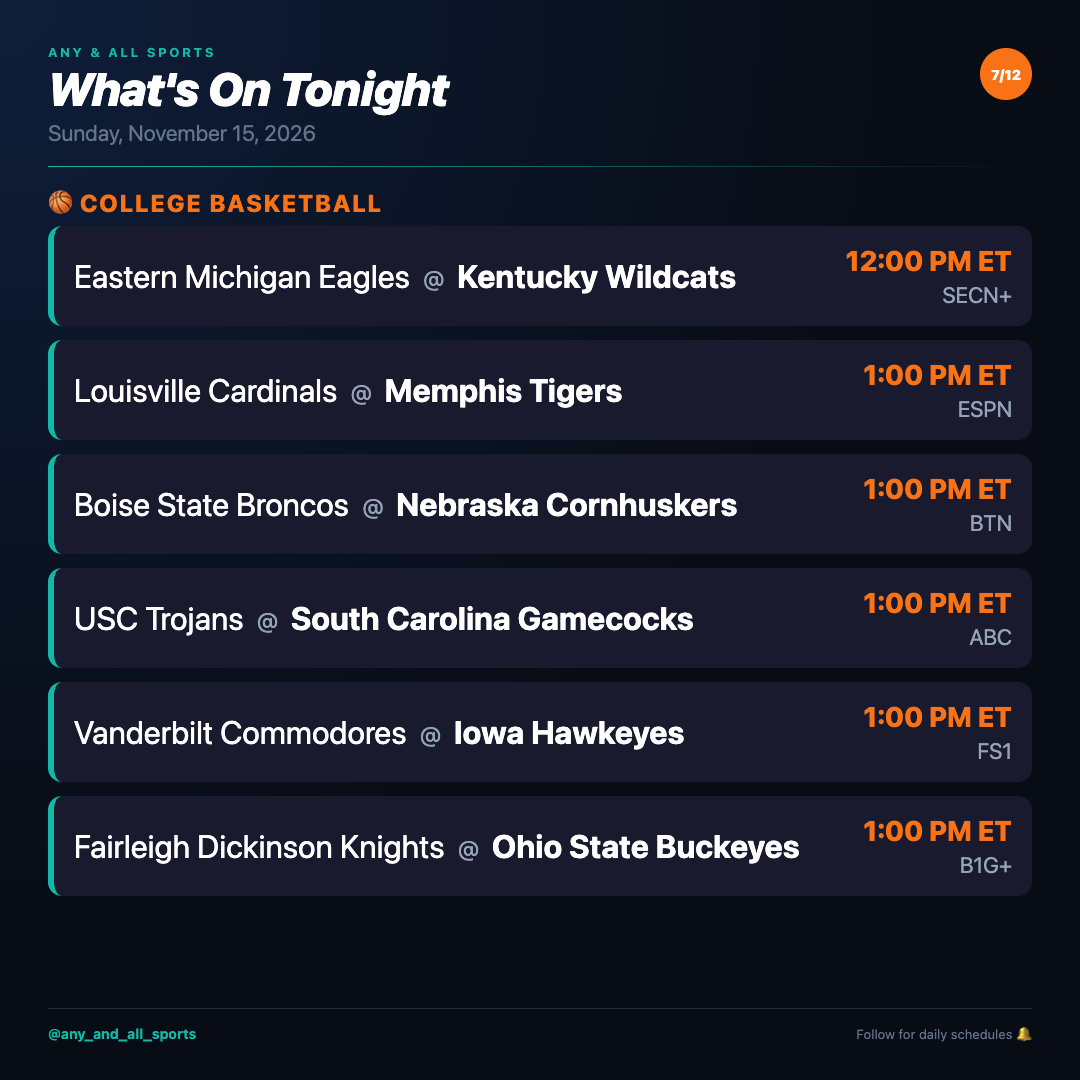 ANY & ALL SPORTS
What's On Tonight
7/12
Sunday, November 15, 2026
🏀 COLLEGE BASKETBALL
Eastern Michigan Eagles @ Kentucky Wildcats
12:00 PM ET
SECN+
Louisville Cardinals @ Memphis Tigers
1:00 PM ET
ESPN
Boise State Broncos @ Nebraska Cornhuskers
1:00 PM ET
BTN
USC Trojans @ South Carolina Gamecocks
1:00 PM ET
ABC
Vanderbilt Commodores @ Iowa Hawkeyes
1:00 PM ET
FS1
Fairleigh Dickinson Knights @ Ohio State Buckeyes
1:00 PM ET
B1G+
@any_and_all_sports
Follow for daily schedules 🔔